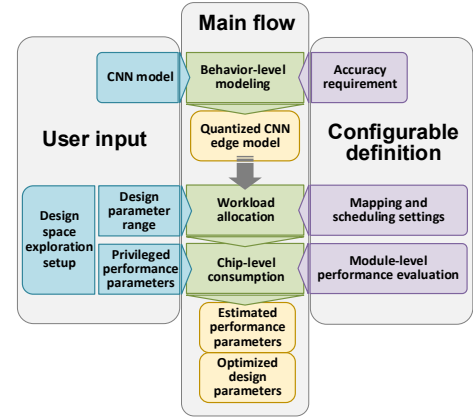 Main flow
CNN model
Behavior-level
modeling
Accuracy
requirement
User input
Quantized CNN
edge model
Configurable
definition
Design
space
exploration
setup
Design
parameter
range
Workload
allocation
Mapping and
scheduling settings
Privileged
performance
parameters
Chip-level
consumption
Module-level
performance evaluation
Estimated
performance
parameters
Optimized
design parameters